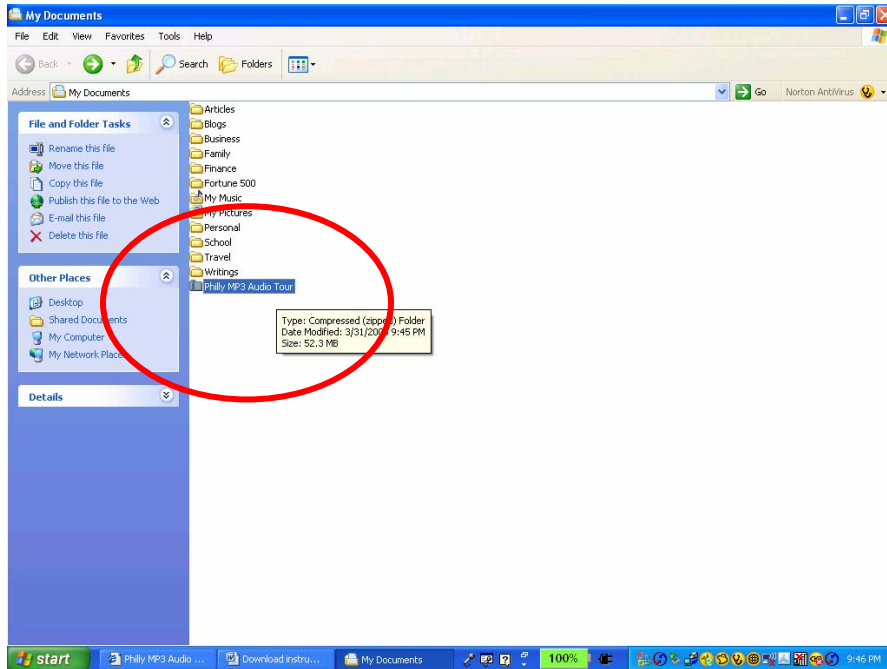 My Documents
File Edit View Favorites Tools Help
Back Search Folders
Address My Documents Go Norton AntiVirus
File and Folder Tasks
Rename this file
Move this file
Copy this file
Publish this file to the Web
E-mail this file
Delete this file
Other Places
Desktop
Shared Documents
My Computer
My Network Places
Details
Articles
Blogs
Business
Family
Finance
Fortune 500
My Music
My Pictures
Personal
School
Travel
Writings
Philly MP3 Audio Tour
Type: Compressed (zipped) Folder
Date Modified: 3/31/200 9:45 PM
Size: 52.3 MB
start Philly MP3 Audio ... Download instru... My Documents 100% 9:46 PM